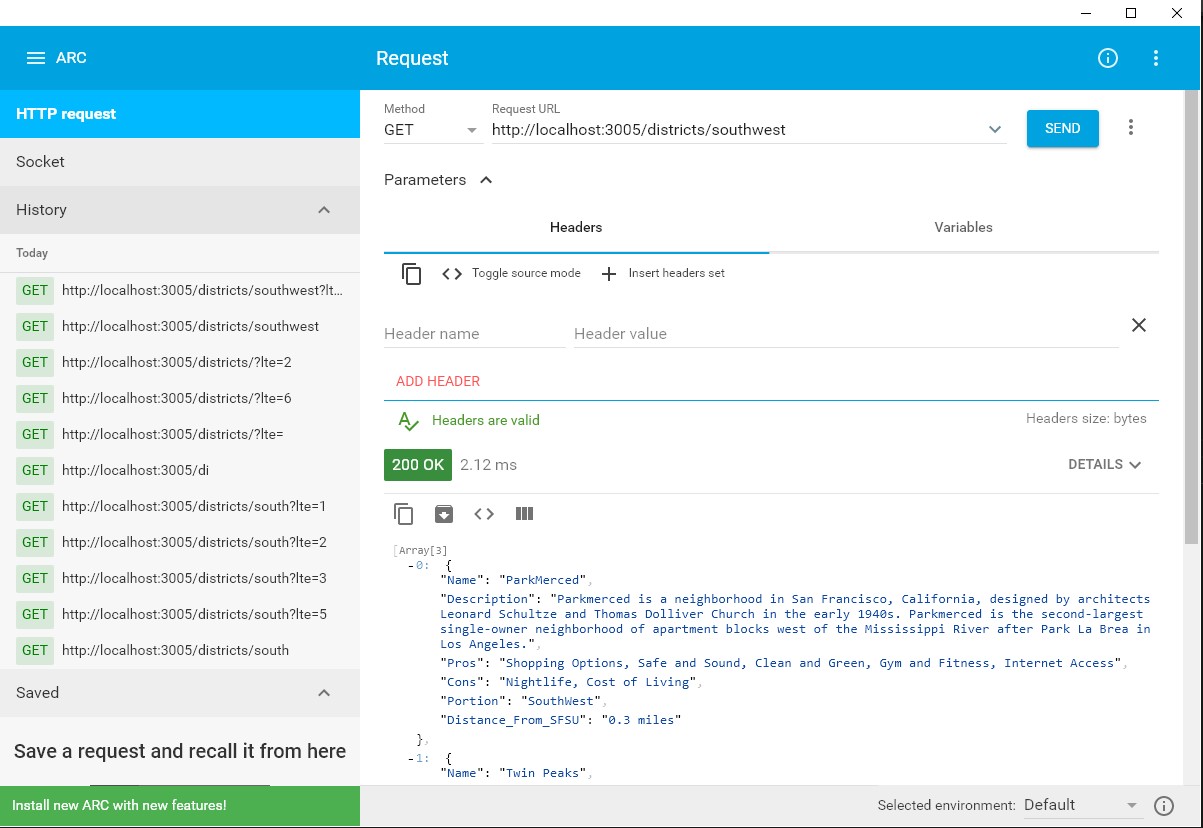 ARC
Request
HTTP request
Socket
History
Today
GET http://localhost:3005/districts/southwest?lt...
GET http://localhost:3005/districts/southwest
GET http://localhost:3005/districts/?lte=2
GET http://localhost:3005/districts/?lte=6
GET http://localhost:3005/districts/?lte=
GET http://localhost:3005/di
GET http://localhost:3005/districts/south?lte=1
GET http://localhost:3005/districts/south?lte=2
GET http://localhost:3005/districts/south?lte=3
GET http://localhost:3005/districts/south?lte=5
GET http://localhost:3005/districts/south
Saved
Save a request and recall it from here
Install new ARC with new features!
Method Request URL
GET http://localhost:3005/districts/southwest SEND
Parameters
Headers Variables
Toggle source mode Insert headers set
Header name Header value
ADD HEADER
Headers are valid Headers size: bytes
200 OK 2.12 ms DETAILS
[Array[3]
-0: {
"Name": "ParkMerced",
"Description": "Parkmerced is a neighborhood in San Francisco, California, designed by architects
Leonard Schultze and Thomas Dolliver Church in the early 1940s. Parkmerced is the second-largest
single-owner neighborhood of apartment blocks west of the Mississippi River after Park La Brea in
Los Angeles.",
"Pros": "Shopping Options, Safe and Sound, Clean and Green, Gym and Fitness, Internet Access",
"Cons": "Nightlife, Cost of Living",
"Portion": "SouthWest",
"Distance_From_SFSU": "0.3 miles"
},
-1: {
"Name": "Twin Peaks",
Selected environment: Default